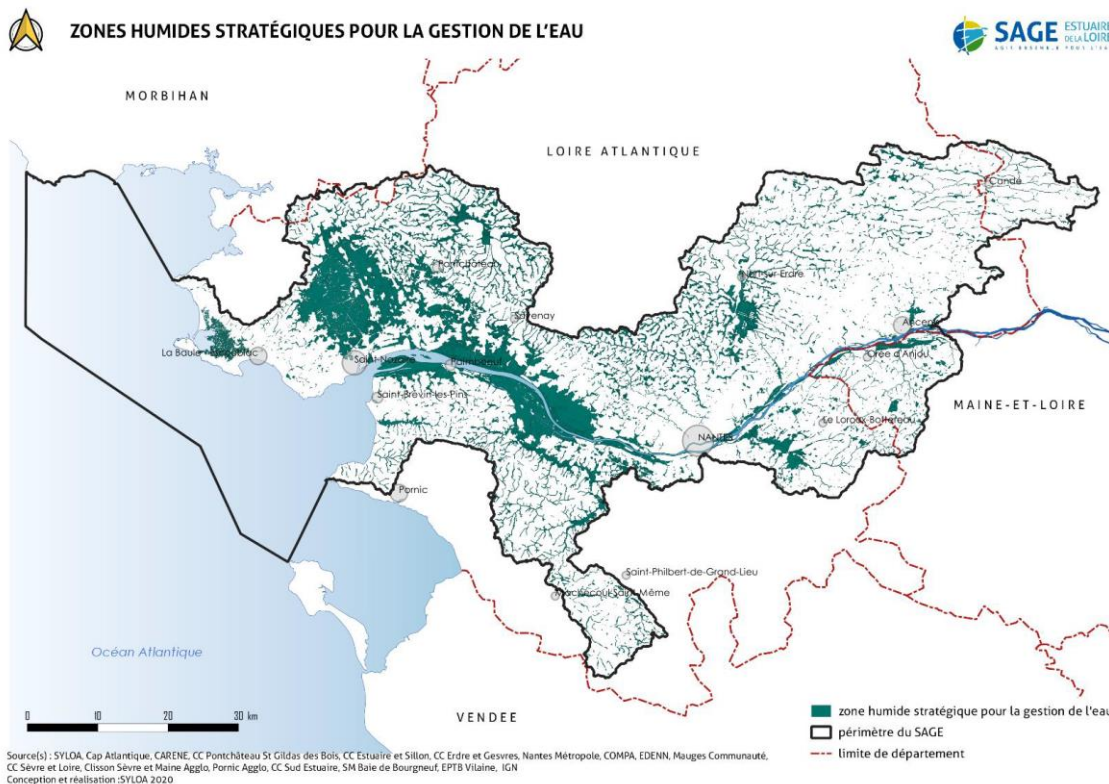 ZONES HUMIDES STRATÉGIQUES POUR LA GESTION DE L'EAU
SAGE ESTUAIRE DE LA LOIRE
MORBIHAN
LOIRE ATLANTIQUE
Candé
Pontchâteau
Nort-sur-Erdre
Savenay
Ancenis
La Baule
Saint-Nazaire
Paimboeuf
Orée d'Anjou
Saint-Brevin-les-Pins
MAINE-ET-LOIRE
Le Loroux-Bottereau
NANTES
Pornic
Saint-Philbert-de-Grand-Lieu
Machecoul-Saint-Même
Océan Atlantique
0 10 20 30 km
VENDEE
zone humide stratégique pour la gestion de l'eau
périmètre du SAGE
limite de département
Source(s) : SYLOA, Cap Atlantique, CARENE, CC Pontchâteau St Gildas des Bois, CC Estuaire et Sillon, CC Erdre et Gesvres, Nantes Métropole, COMPA, EDENN, Mauges Communauté,
CC Sèvre et Loire, Clisson Sèvre et Maine Agglo, Pornic Agglo, CC Sud Estuaire, SM Baie de Bourgneuf, EPTB Vilaine, IGN
Conception et réalisation :SYLOA 2020